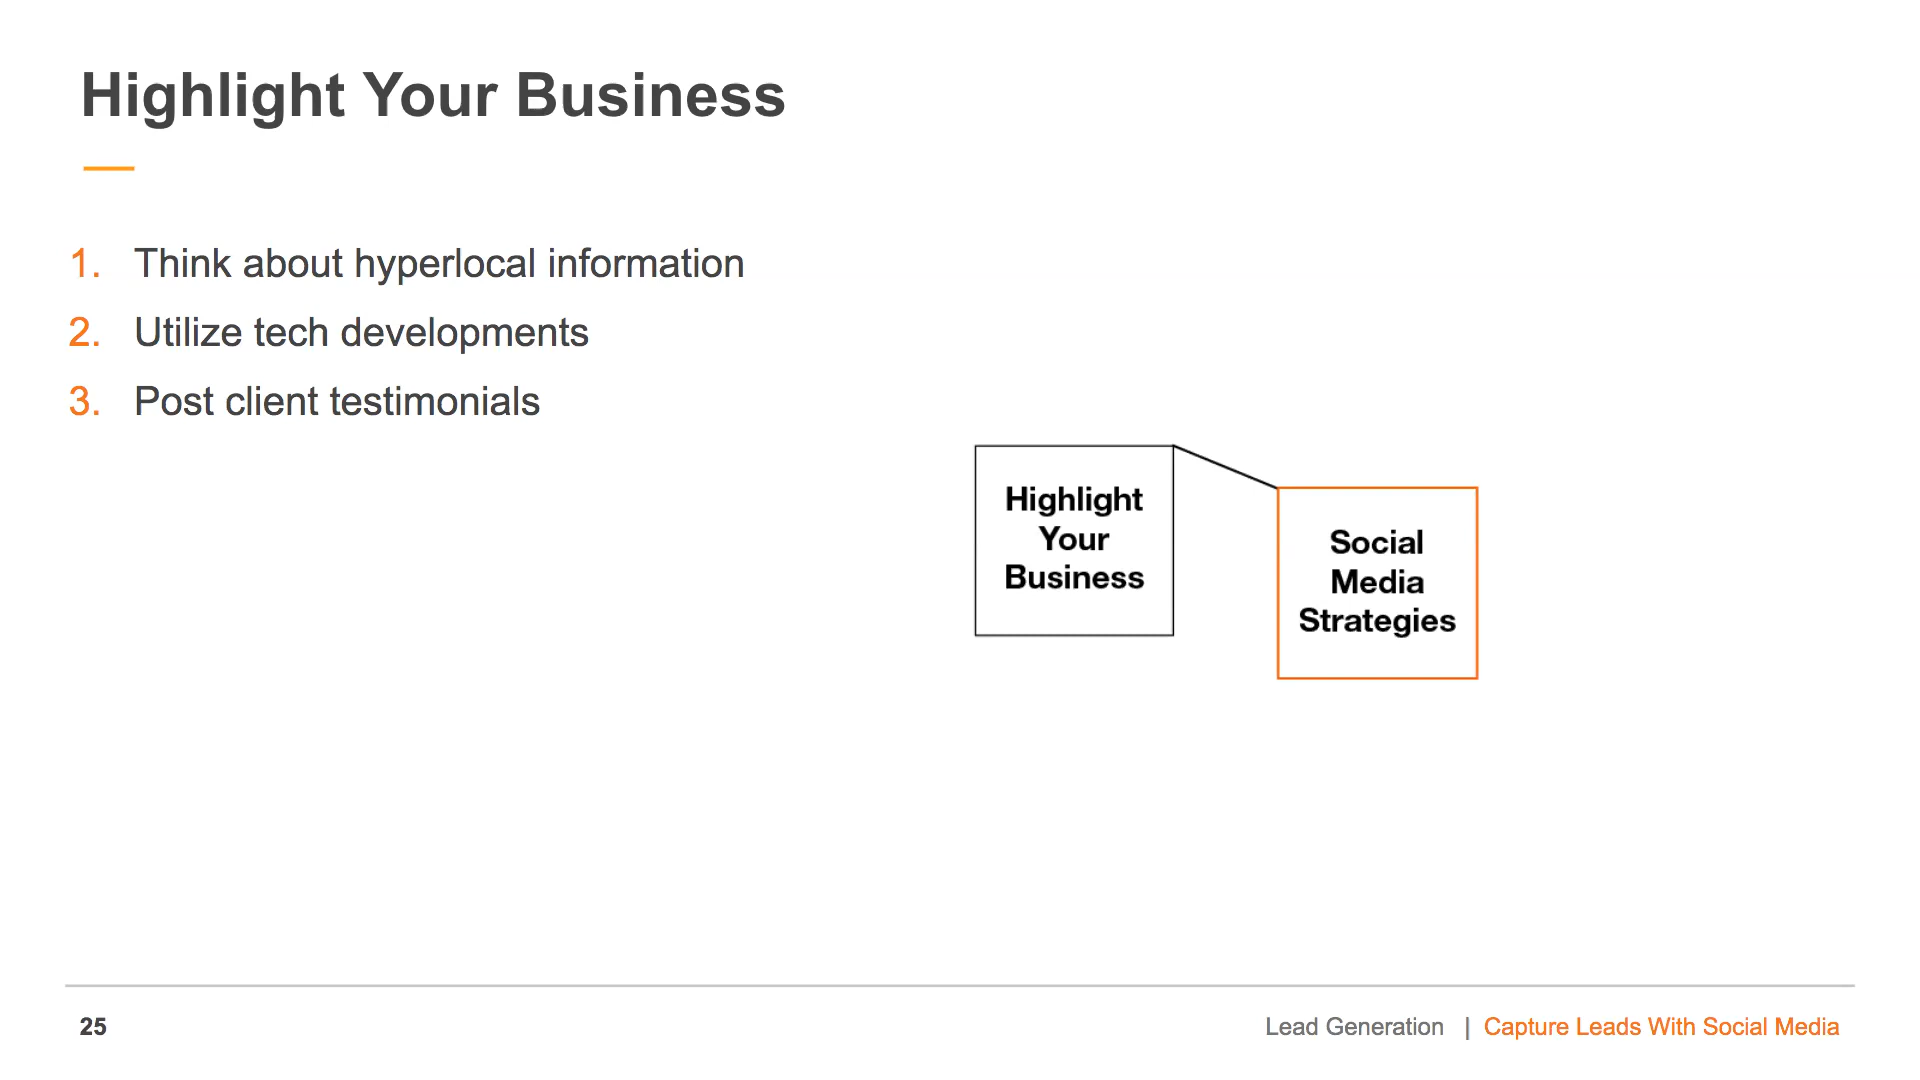 Highlight Your Business
1. Think about hyperlocal information
2. Utilize tech developments
3. Post client testimonials
Highlight
Your
Business
Social
Media
Strategies
25
Lead Generation | Capture Leads With Social Media